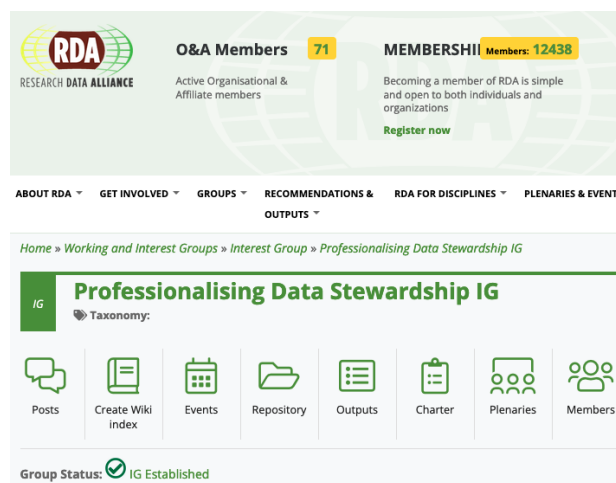 RDA
RESEARCH DATA ALLIANCE
O&A Members 71
Active Organisational &
Affiliate members
Members: 12438
Becoming a member of RDA is simple
and open to both individuals and
organizations
Register now
ABOUT RDA GET INVOLVED GROUPS RECOMMENDATIONS & OUTPUTS RDA FOR DISCIPLINES PLENARIES &
Home » Working and Interest Groups » Interest Group » Professionalising Data Stewardship IG
IG
Professionalising Data Stewardship IG
Taxonomy:
Posts
Create Wiki
index
Events
Repository
Outputs
Charter
Plenaries
Members
Group Status: IG Established